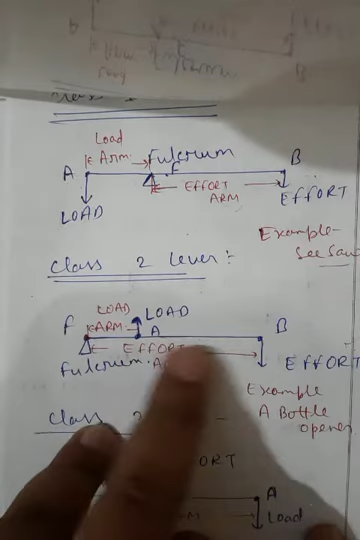 Load
Arm
Fulcrum
A
F
B
EFFORT
ARM
LOAD
EFFORT
Example-
See Saw
Class 2 lever:-
LOAD
ARM
LOAD
F
A
B
EFFORT
Fulcrum
EFFORT
Example
A Bottle
opener
Class
ORT
A
Load